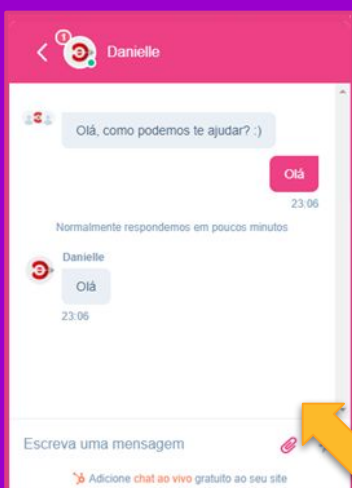 1
Danielle
Olá, como podemos te ajudar? :)
Olá
23:06
Normalmente respondemos em poucos minutos
Danielle
Olá
23:06
Escreva uma mensagem
Adicione chat ao vivo gratuito ao seu site